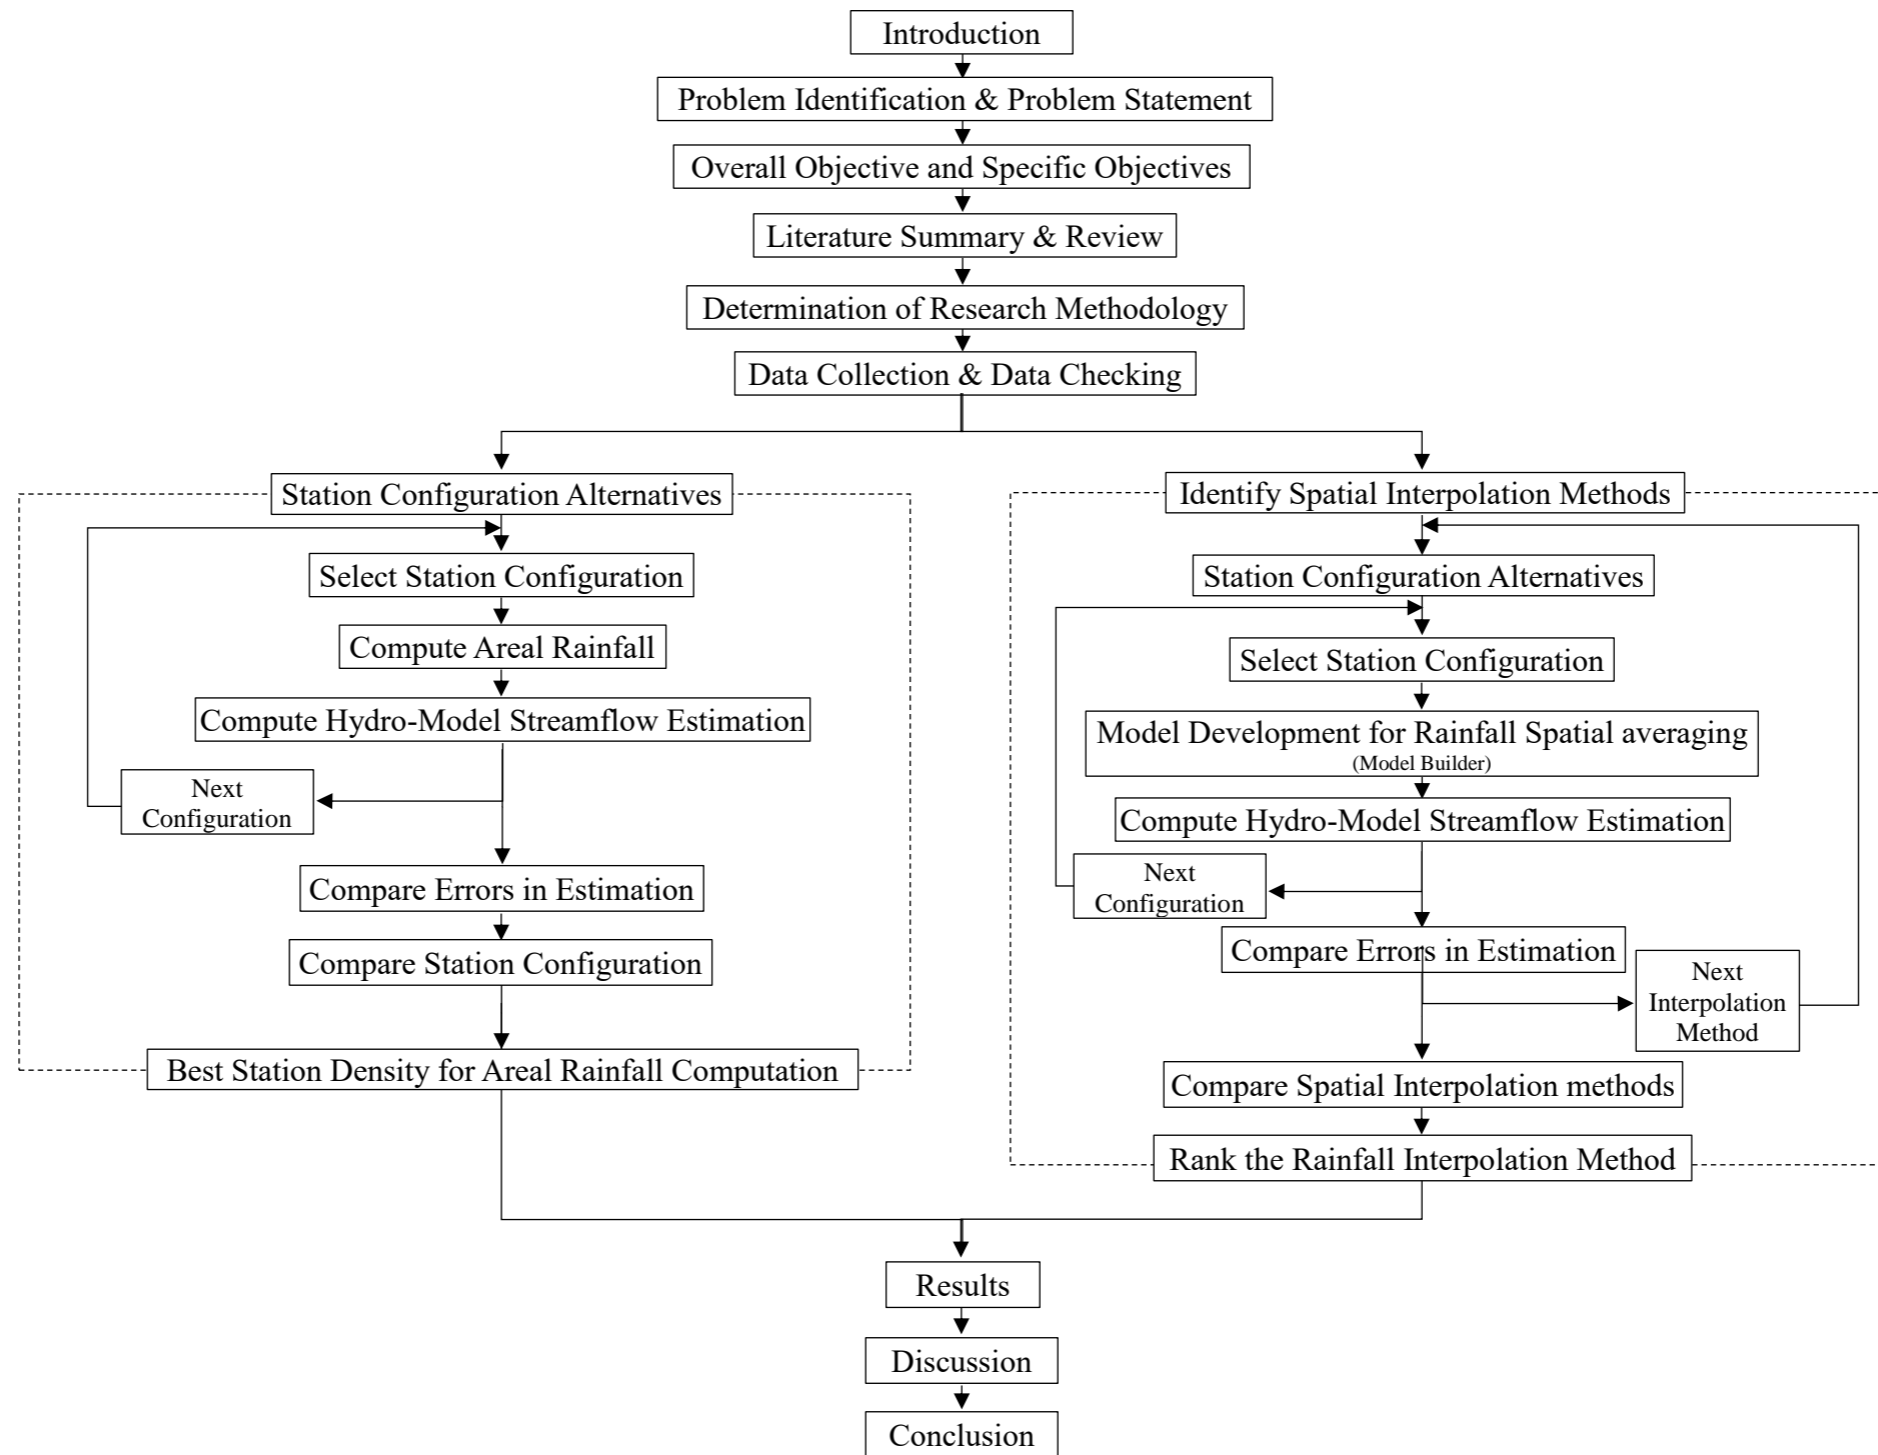 Introduction
Problem Identification & Problem Statement
Overall Objective and Specific Objectives
Literature Summary & Review
Determination of Research Methodology
Data Collection & Data Checking
Station Configuration Alternatives
Select Station Configuration
Compute Areal Rainfall
Compute Hydro-Model Streamflow Estimation
Next
Configuration
Compare Errors in Estimation
Compare Station Configuration
Best Station Density for Areal Rainfall Computation
Identify Spatial Interpolation Methods
Station Configuration Alternatives
Select Station Configuration
Model Development for Rainfall Spatial averaging
(Model Builder)
Compute Hydro-Model Streamflow Estimation
Next
Configuration
Compare Errors in Estimation
Next
Interpolation
Method
Compare Spatial Interpolation methods
Rank the Rainfall Interpolation Method
Results
Discussion
Conclusion